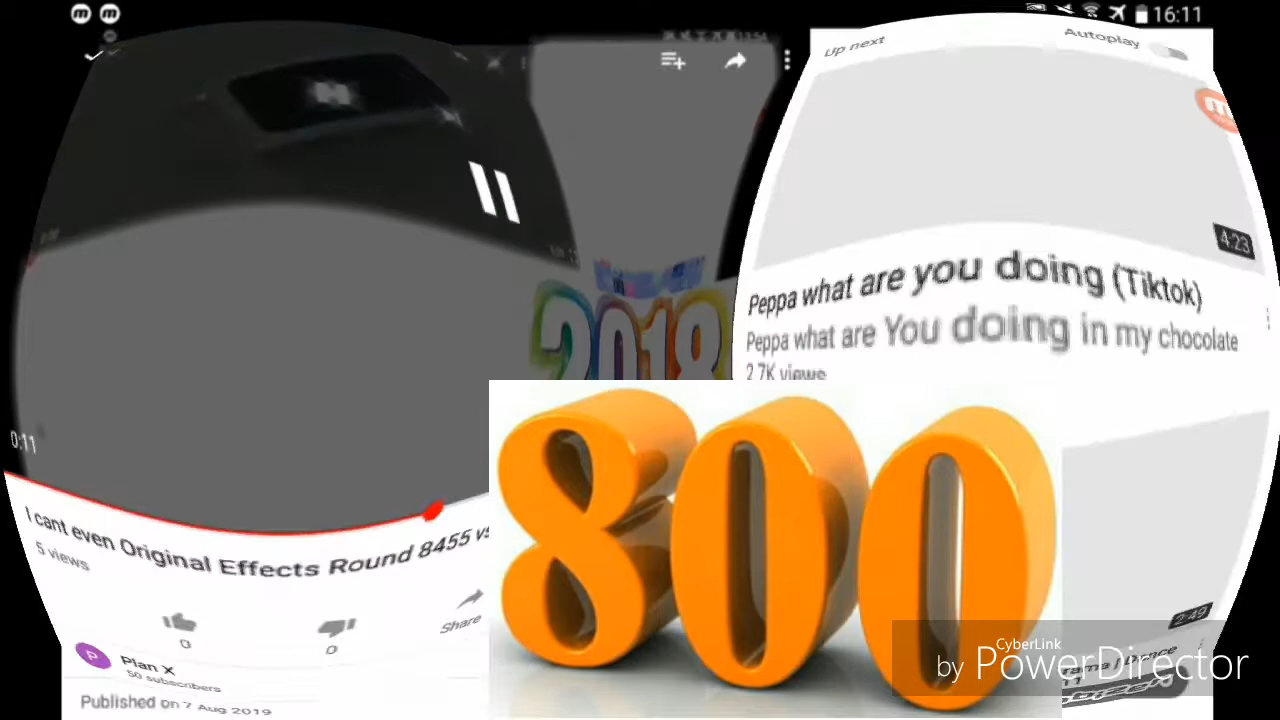 16:11
Up next
Autoplay
4:23
Peppa what are you doing (Tiktok)
Peppa what are You doing in my chocolate
2.7K views
2018
800
0:11
I cant even Original Effects Round 8455 vs
5 views
0
0
Share
P
Plan X
50 subscribers
Published on 7 Aug 2019
2:49
CyberLink
by PowerDirector